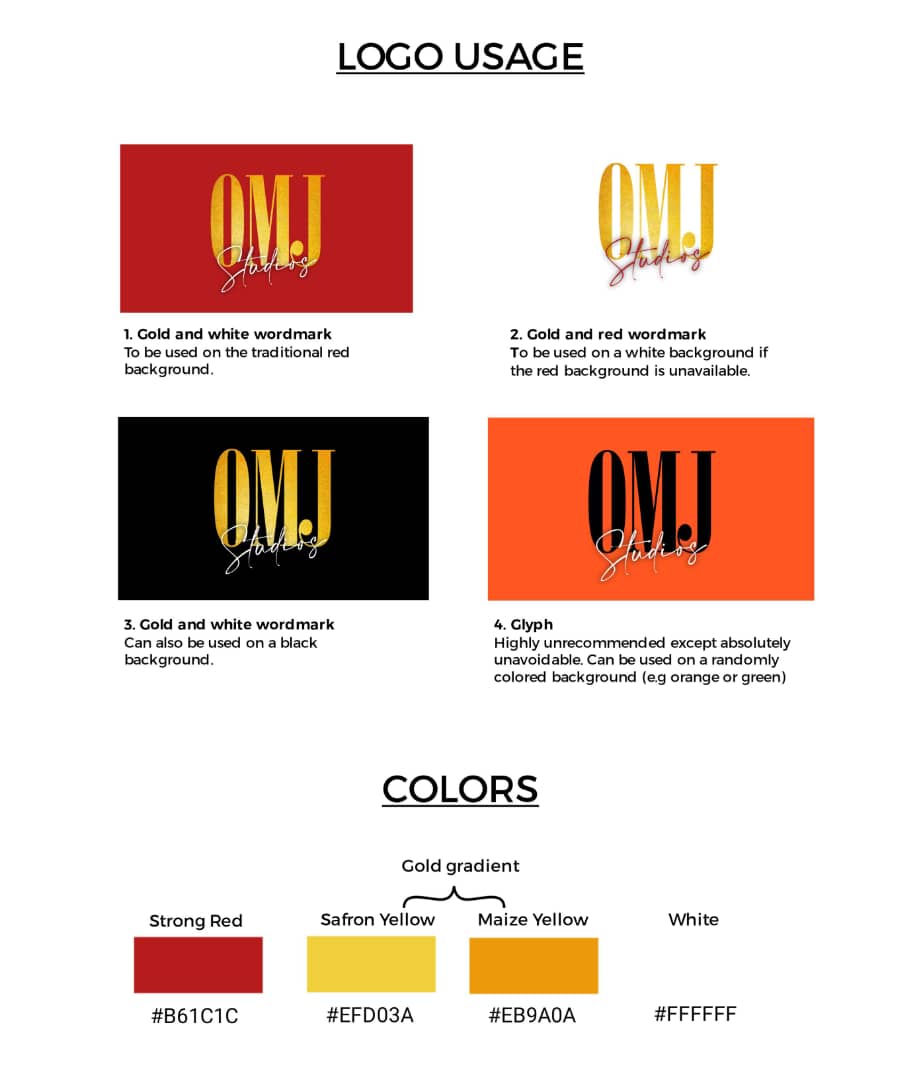 LOGO USAGE
OMJ
Studios
OMJ
Studios
1. Gold and white wordmark
To be used on the traditional red
background.
2. Gold and red wordmark
To be used on a white background if
the red background is unavailable.
OMJ
Studios
OMJ
Studios
3. Gold and white wordmark
Can also be used on a black
background.
4. Glyph
Highly unrecommended except absolutely
unavoidable. Can be used on a randomly
colored background (e.g orange or green)
COLORS
Gold gradient
Strong Red
Safron Yellow
Maize Yellow
White
#B61C1C
#EFD03A
#EB9A0A
#FFFFFF